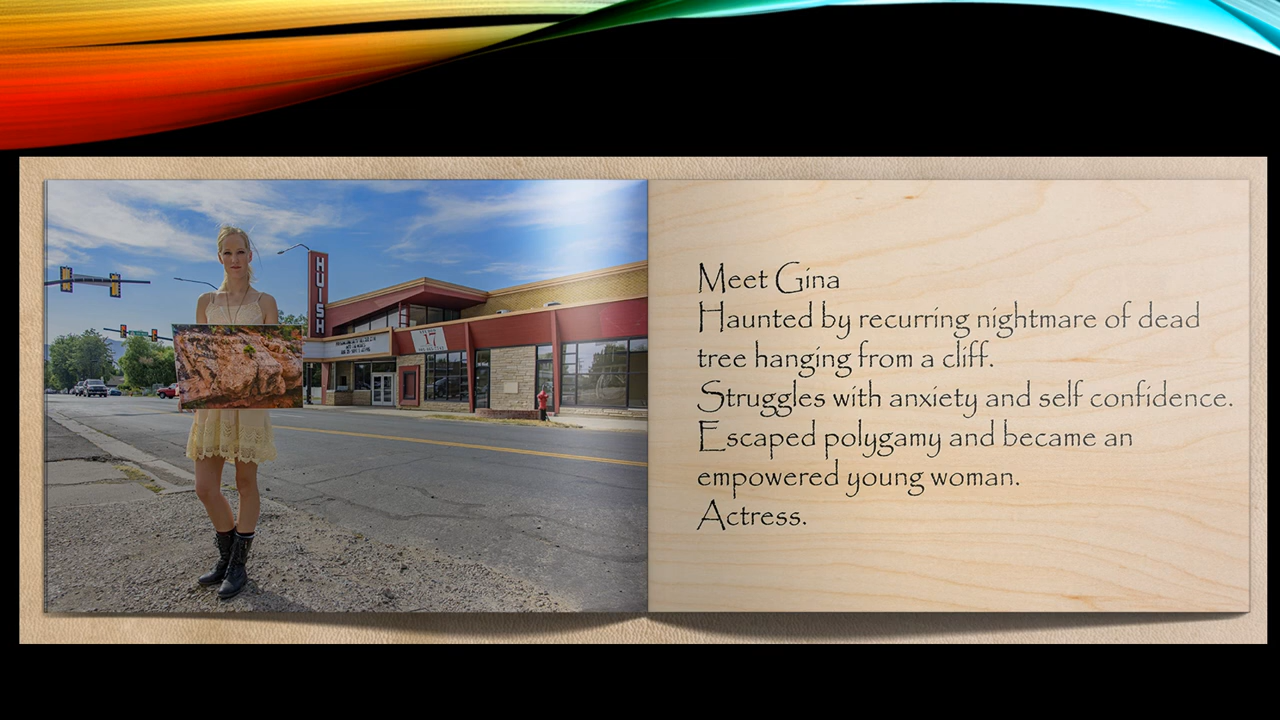 HUISH
17
Meet Gina
Haunted by recurring nightmare of dead
tree hanging from a cliff.
Struggles with anxiety and self confidence.
Escaped polygamy and became an
empowered young woman.
Actress.